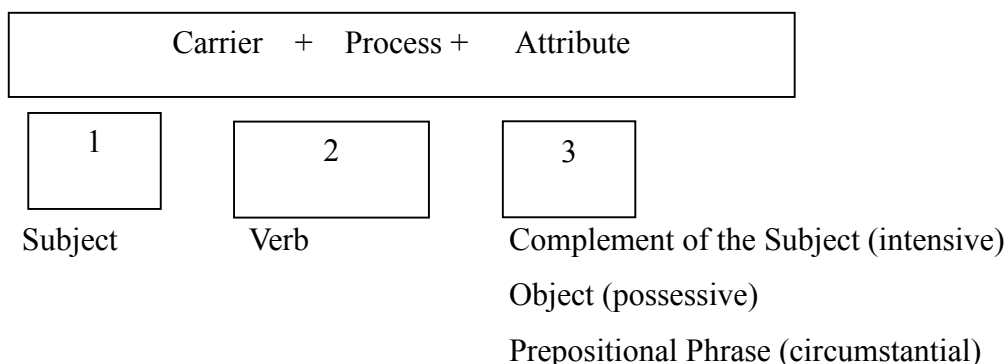 Carrier + Process + Attribute
1 2 3
Subject Verb Complement of the Subject (intensive)
Object (possessive)
Prepositional Phrase (circumstantial)